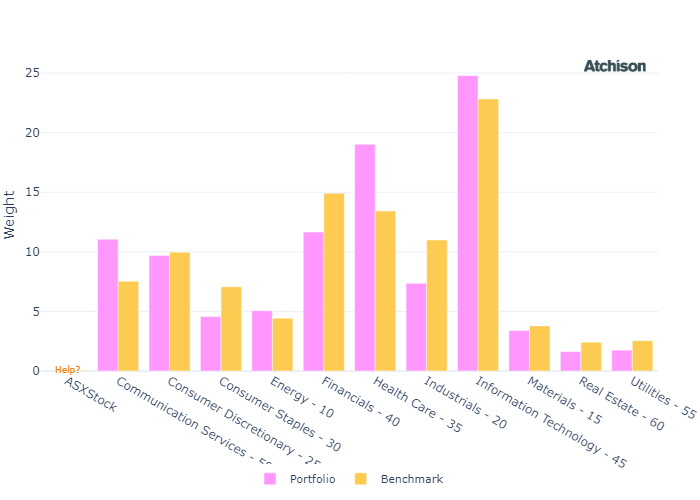 Atchison
25
20
15
10
5
0
Weight
Help?
ASXStock
Communication Services - 50
Consumer Discretionary - 25
Consumer Staples - 30
Energy - 10
Financials - 40
Health Care - 35
Industrials - 20
Information Technology - 45
Materials - 15
Real Estate - 60
Utilities - 55
Portfolio
Benchmark